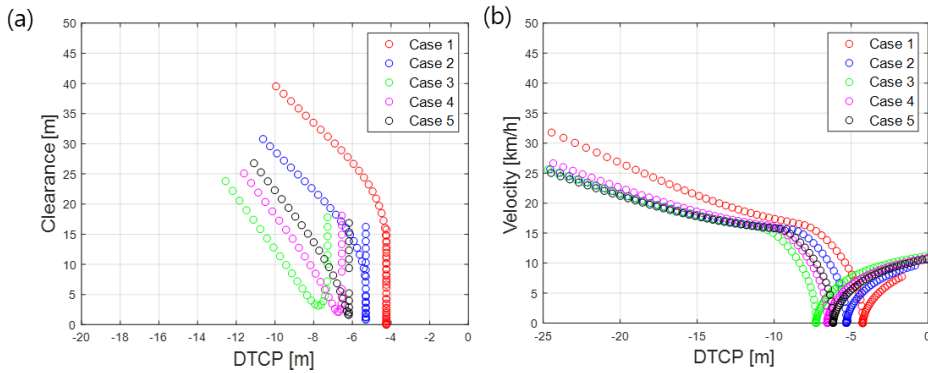 (a)
Clearance [m]
50
45
40
35
30
25
20
15
10
5
0
-20 -18 -16 -14 -12 -10 -8 -6 -4 -2 0
DTCP [m]
Case 1
Case 2
Case 3
Case 4
Case 5
(b)
Velocity [km/h]
50
45
40
35
30
25
20
15
10
5
0
-25 -20 -15 -10 -5 0
DTCP [m]
Case 1
Case 2
Case 3
Case 4
Case 5